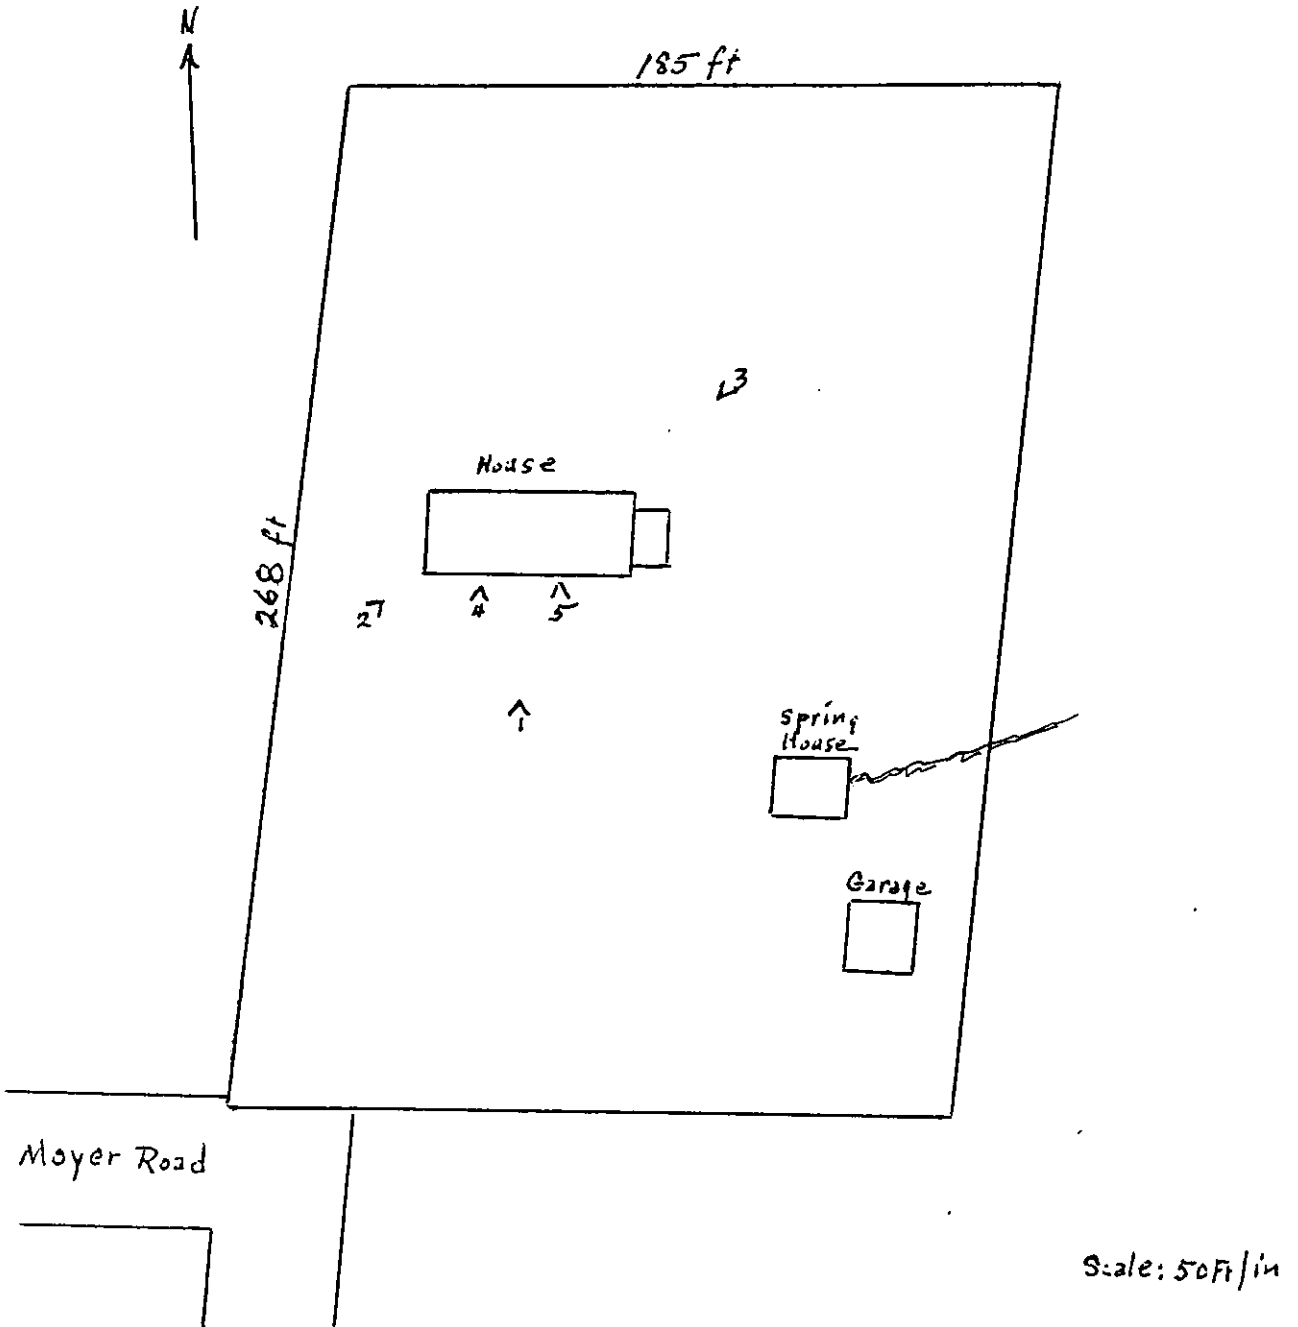 N
185 ft
3
House
268 ft
2
4
5
1
Spring
House
Garage
Moyer Road
Scale: 50Ft/in